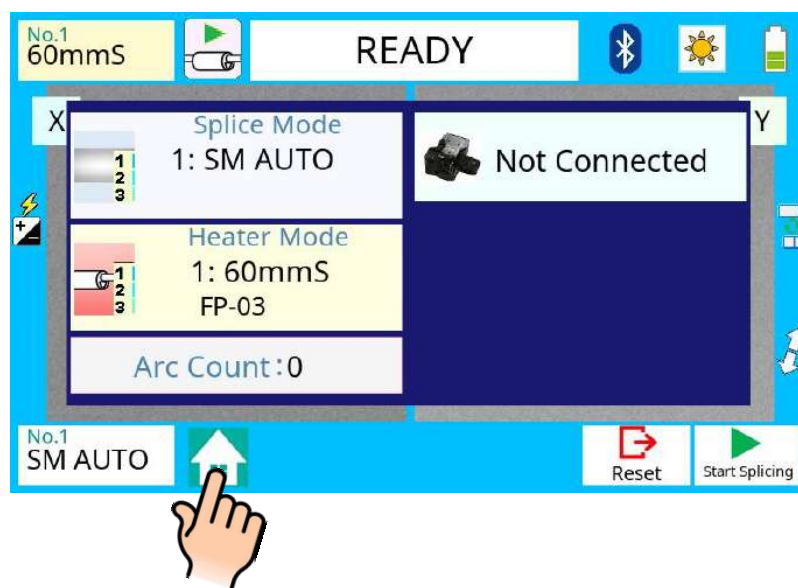 No.1
60mmS
READY
X
Y
Splice Mode
1: SM AUTO
1
2
3
Not Connected
Heater Mode
1: 60mmS
FP-03
1
2
3
Arc Count:0
No.1
SM AUTO
Reset
Start Splicing